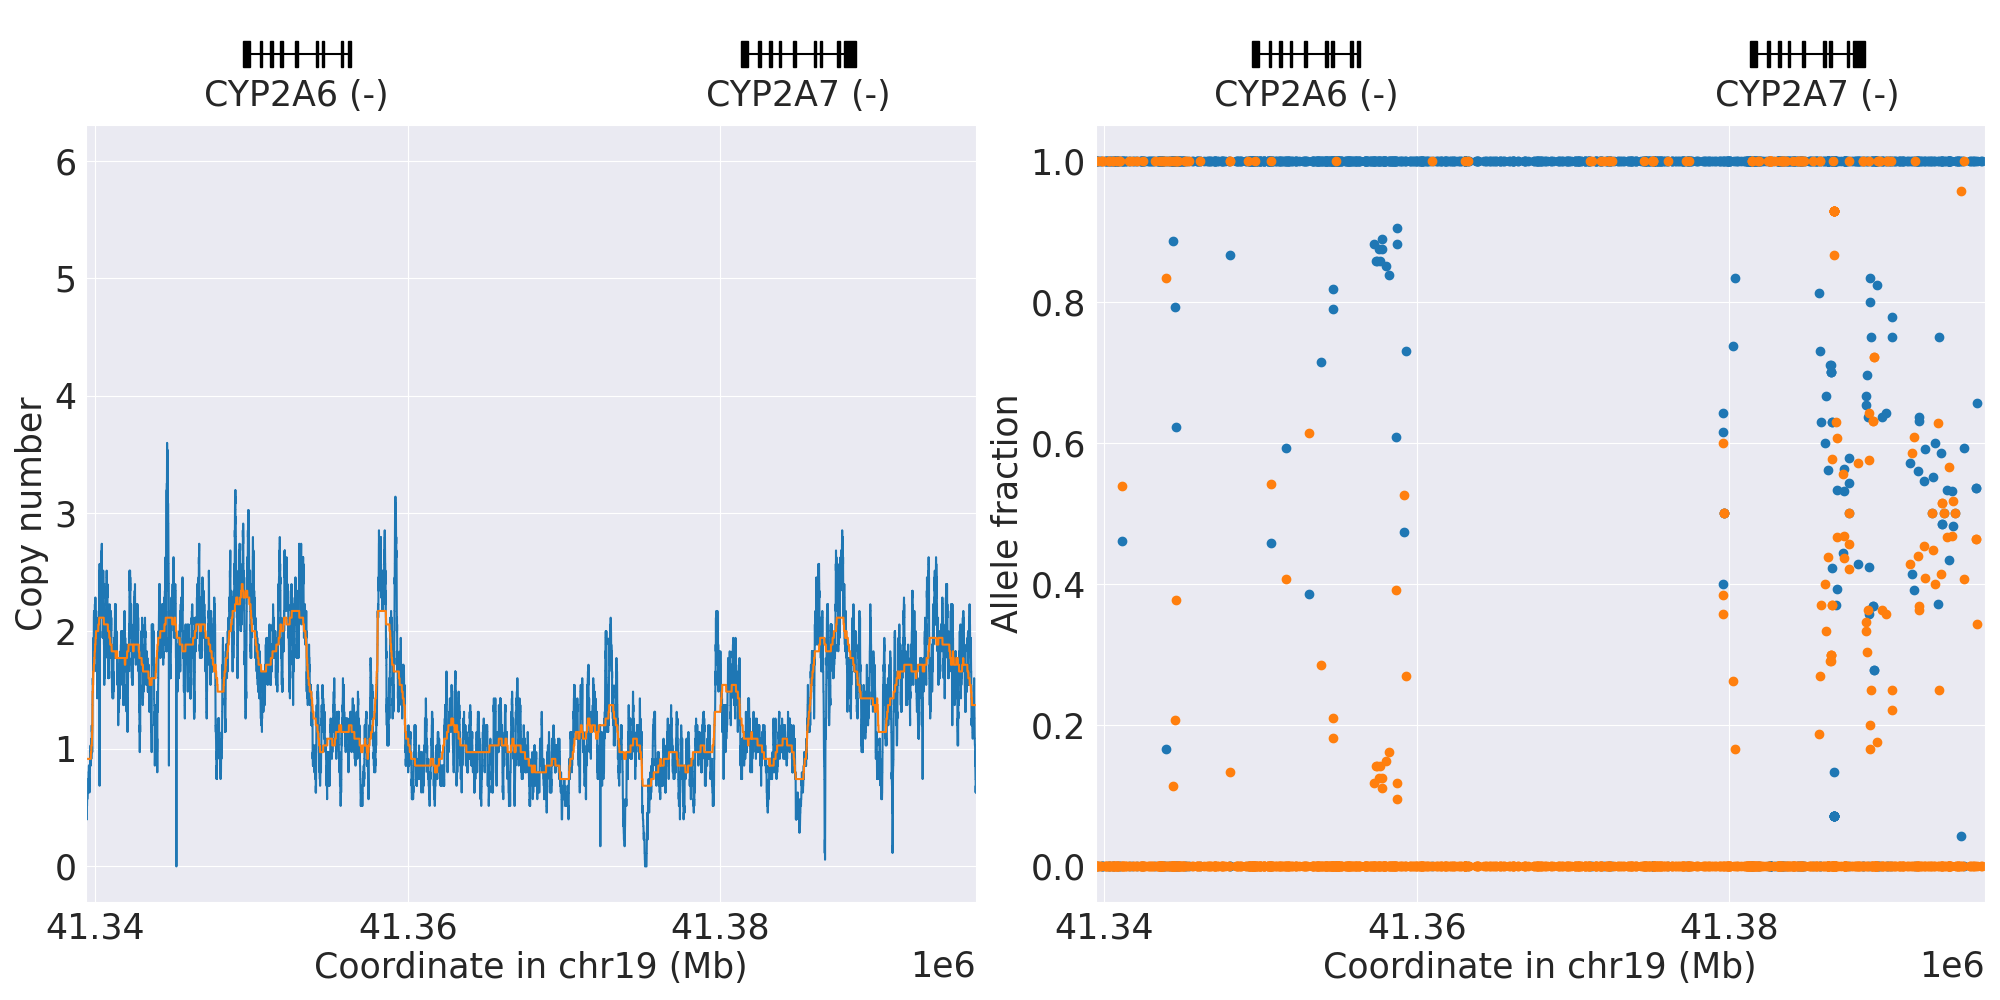 CYP2A6 (-)
CYP2A7 (-)
6
5
4
3
2
1
0
Copy number
41.34
41.36
41.38
Coordinate in chr19 (Mb)
1e6
CYP2A6 (-)
CYP2A7 (-)
1.0
0.8
0.6
0.4
0.2
0.0
Allele fraction
41.34
41.36
41.38
Coordinate in chr19 (Mb)
1e6